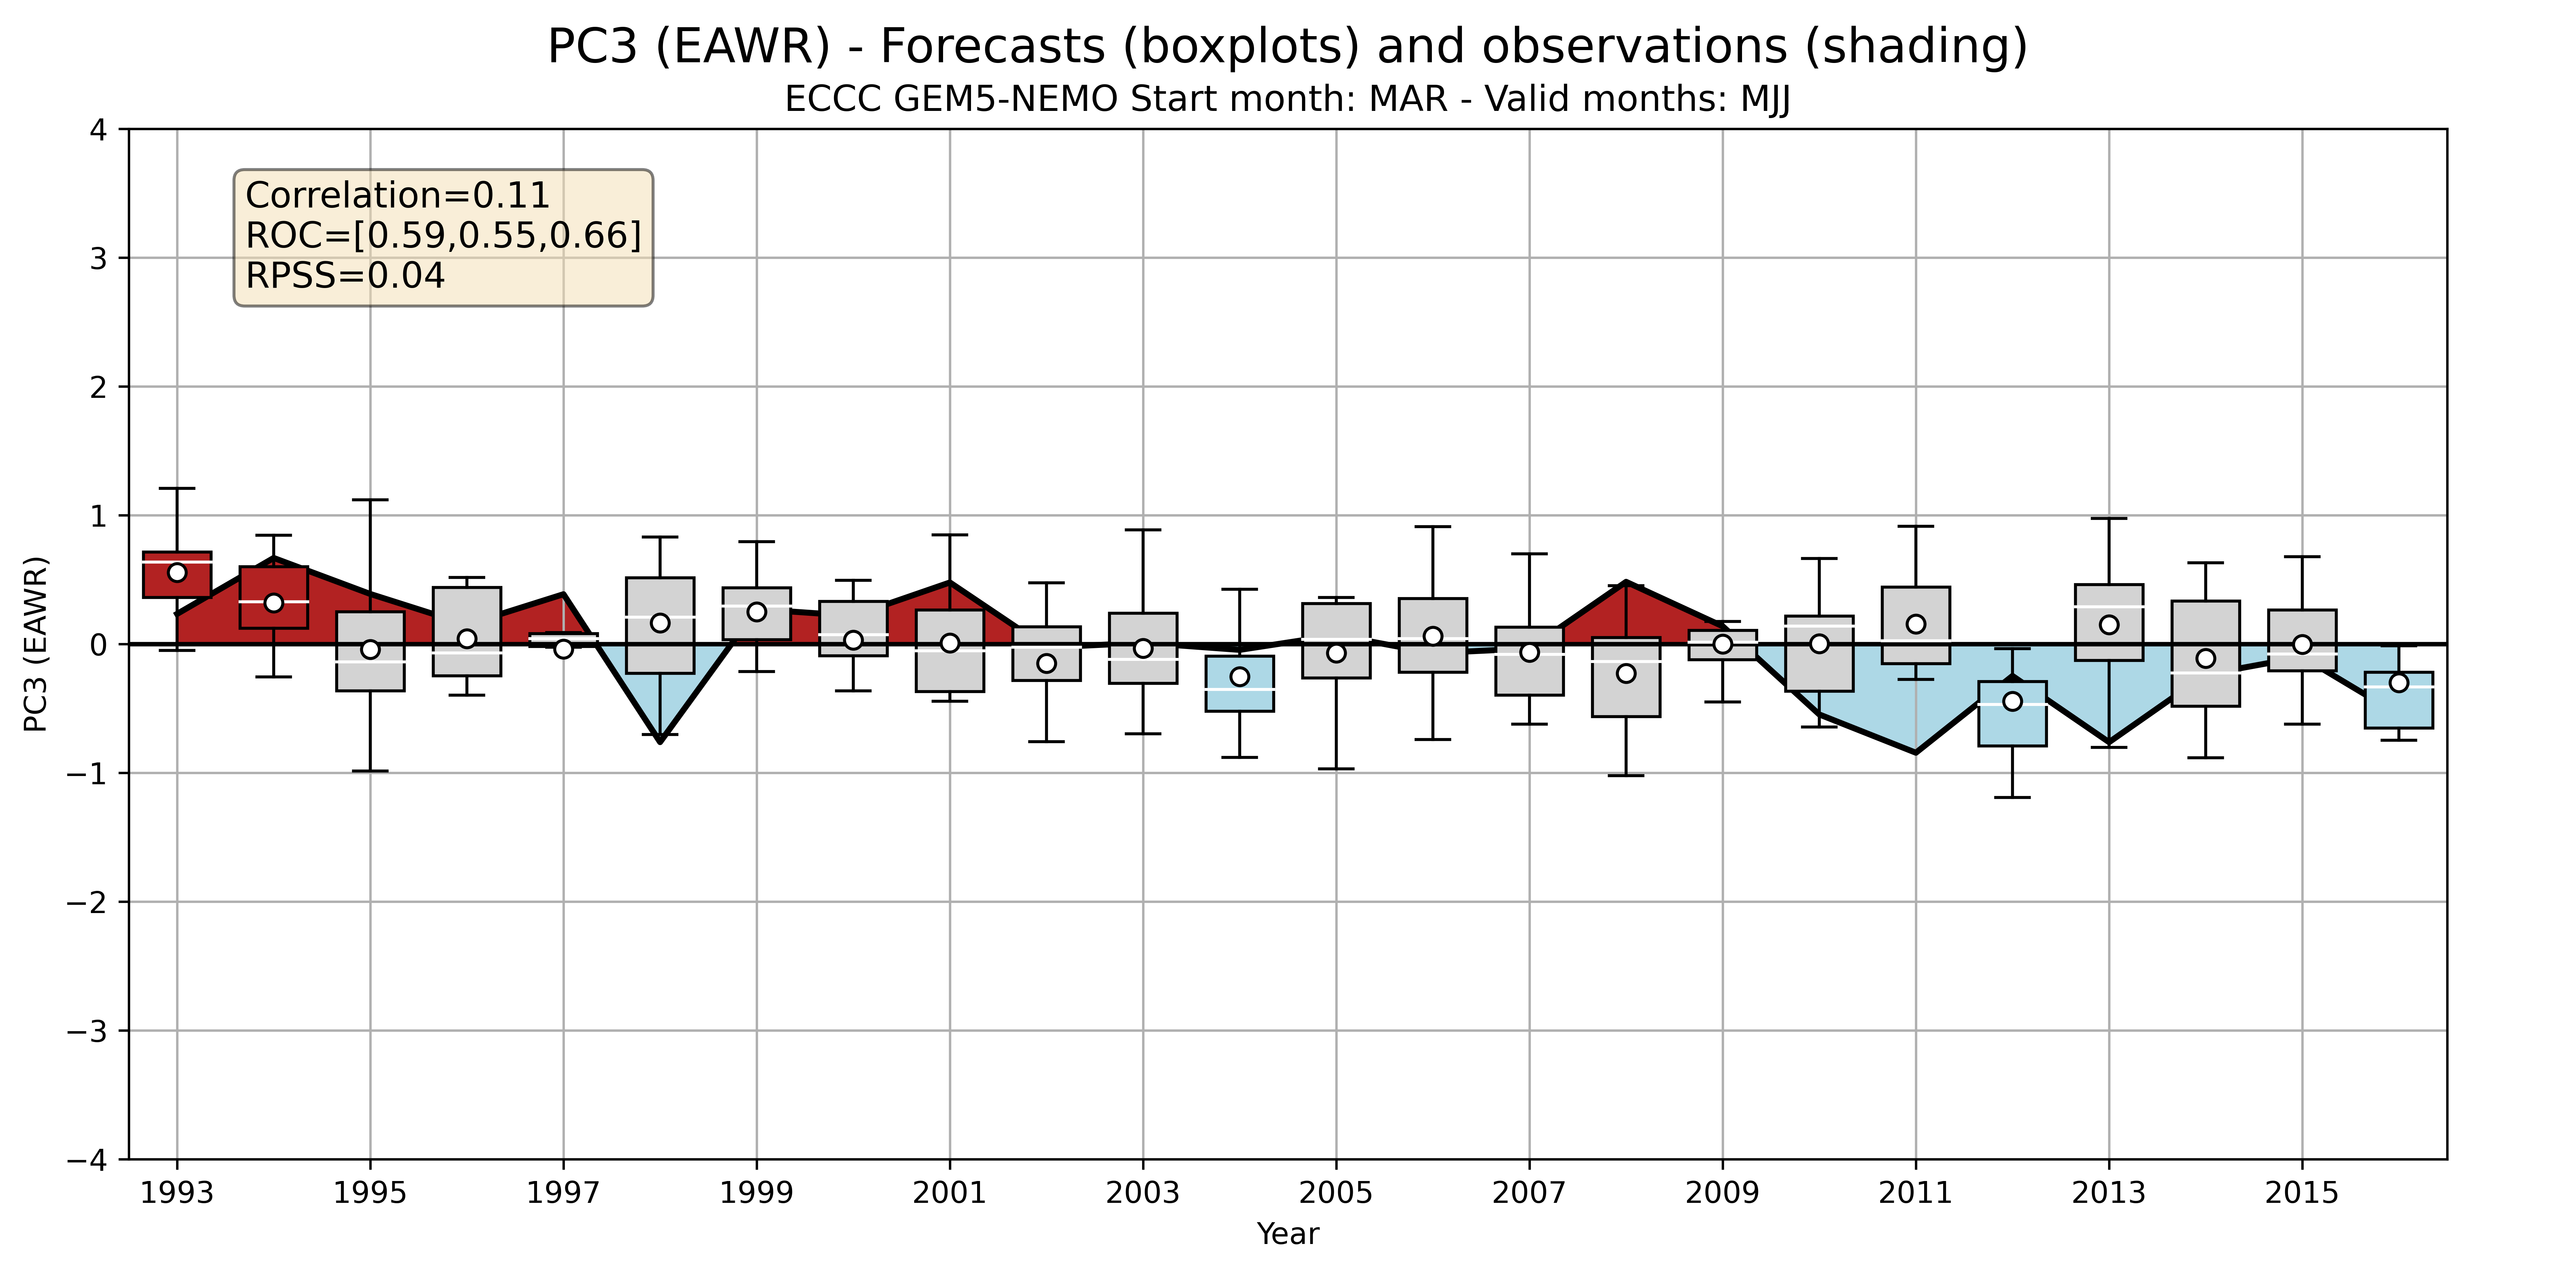 PC3 (EAWR) - Forecasts (boxplots) and observations (shading)
ECCC GEM5-NEMO Start month: MAR - Valid months: MJJ
Correlation=0.11
ROC=[0.59,0.55,0.66]
RPSS=0.04
PC3 (EAWR)
4
3
2
1
0
−1
−2
−3
−4
1993 1995 1997 1999 2001 2003 2005 2007 2009 2011 2013 2015
Year